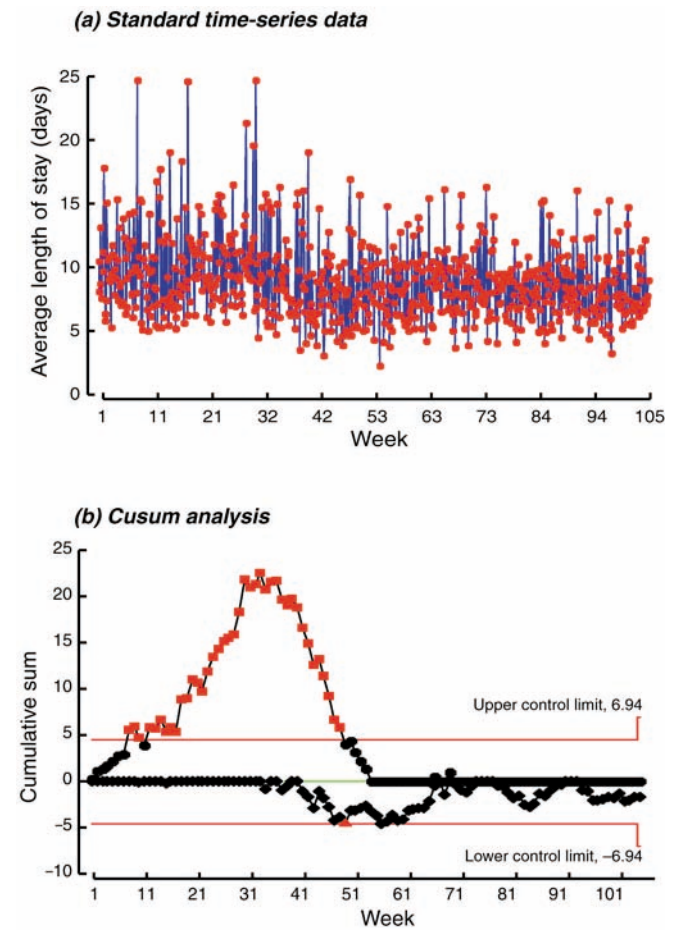 (a) Standard time-series data
Average length of stay (days)
25
20
15
10
5
0
1 11 21 32 42 53 63 73 84 94 105
Week
(b) Cusum analysis
Cumulative sum
25
20
15
10
5
0
−5
−10
Upper control limit, 6.94
Lower control limit, −6.94
1 11 21 31 41 51 61 71 81 91 101
Week